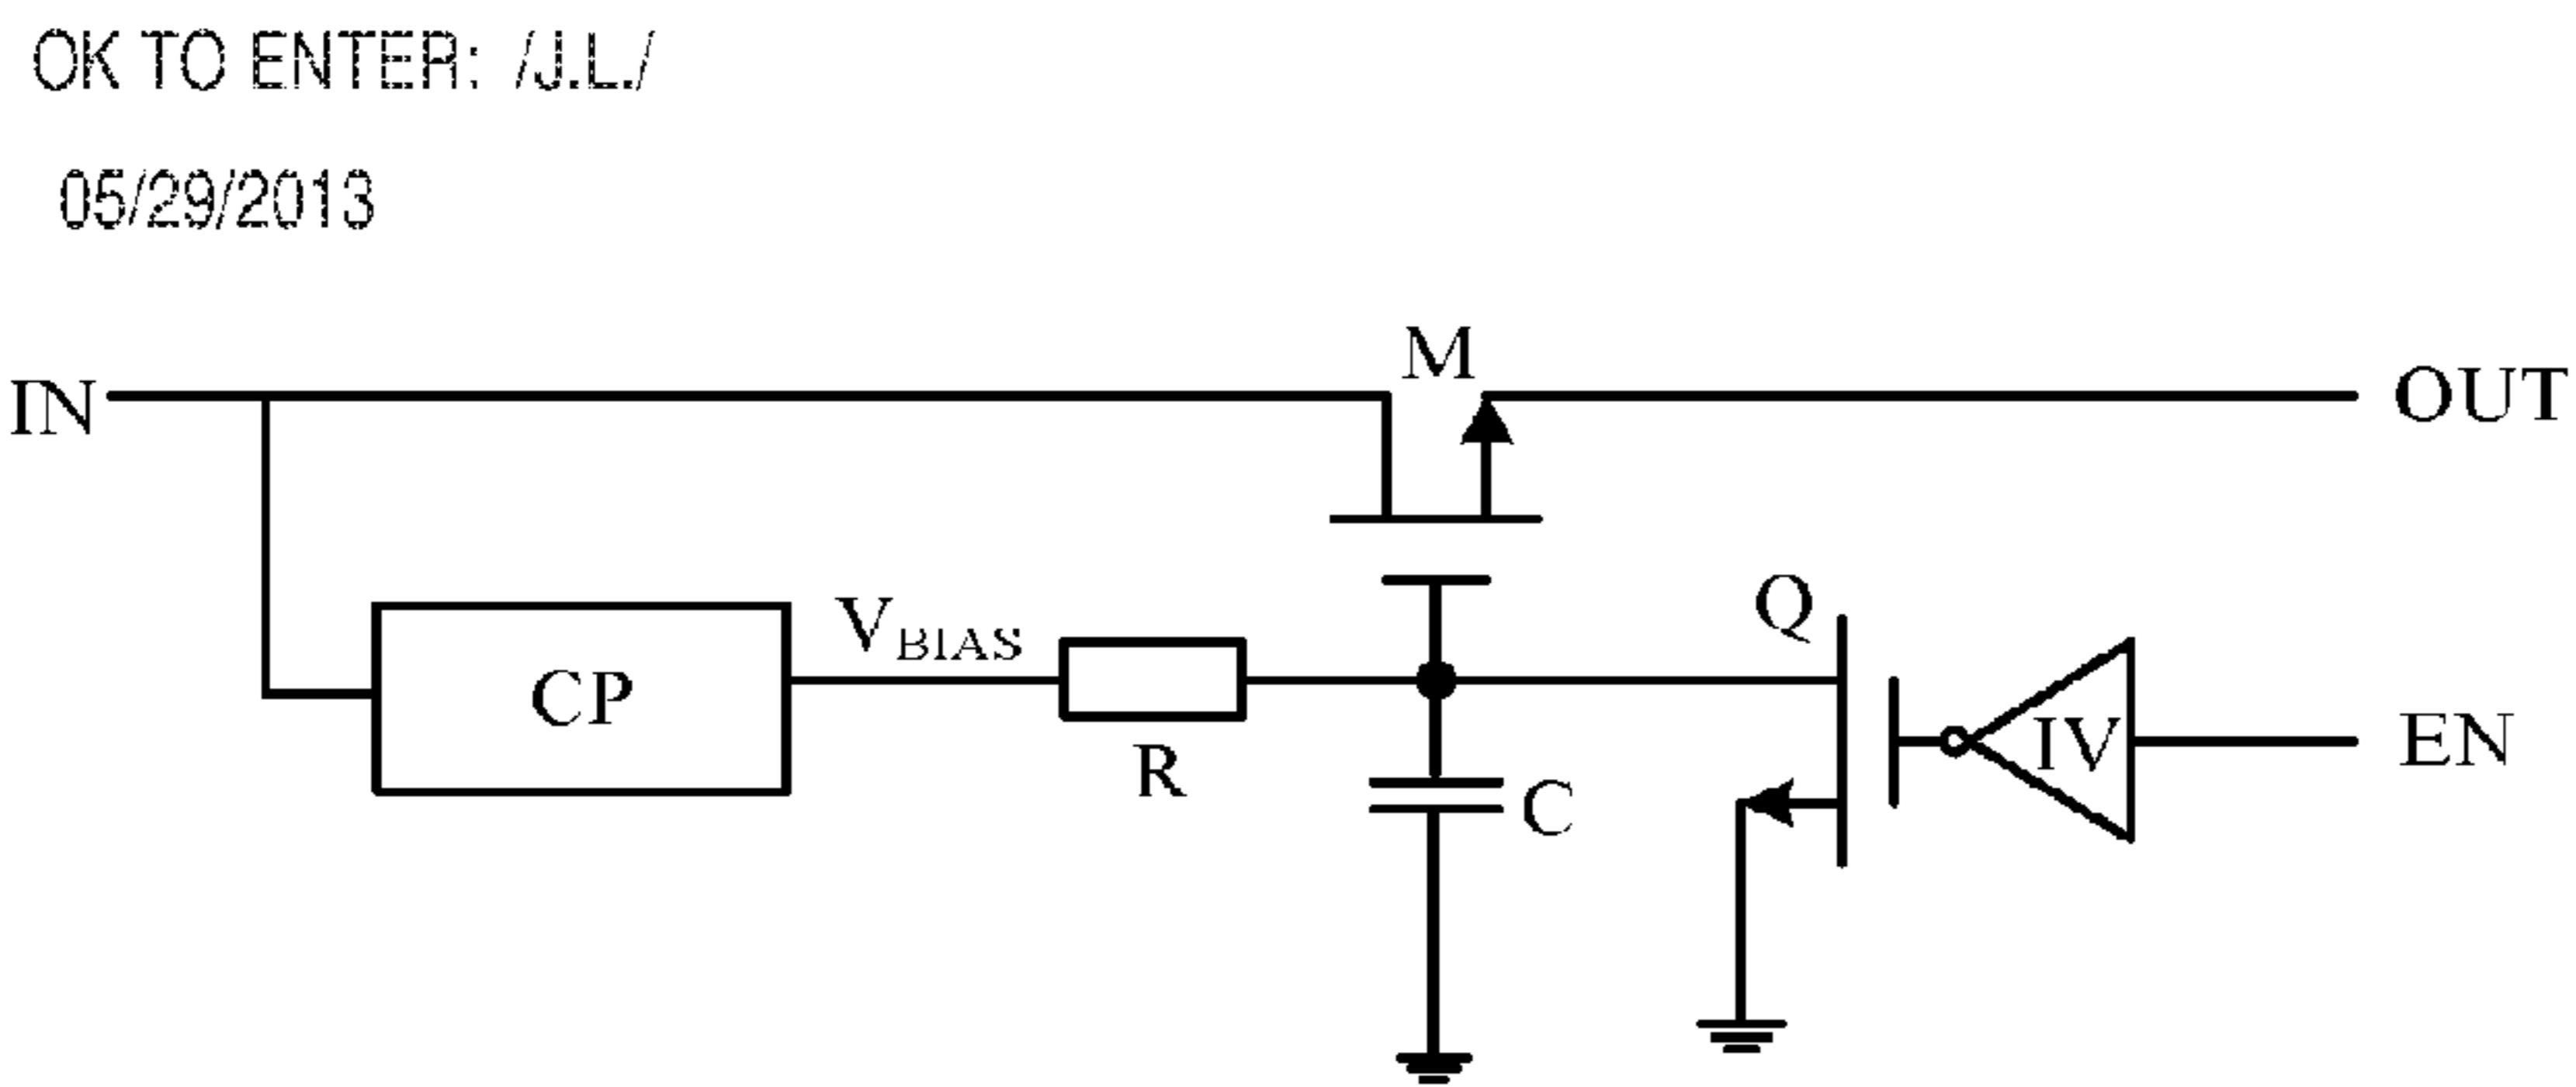 OK TO ENTER: /J.L./
05/29/2013
M
IN
OUT
Q
VBIAS
CP
IV
EN
R
C